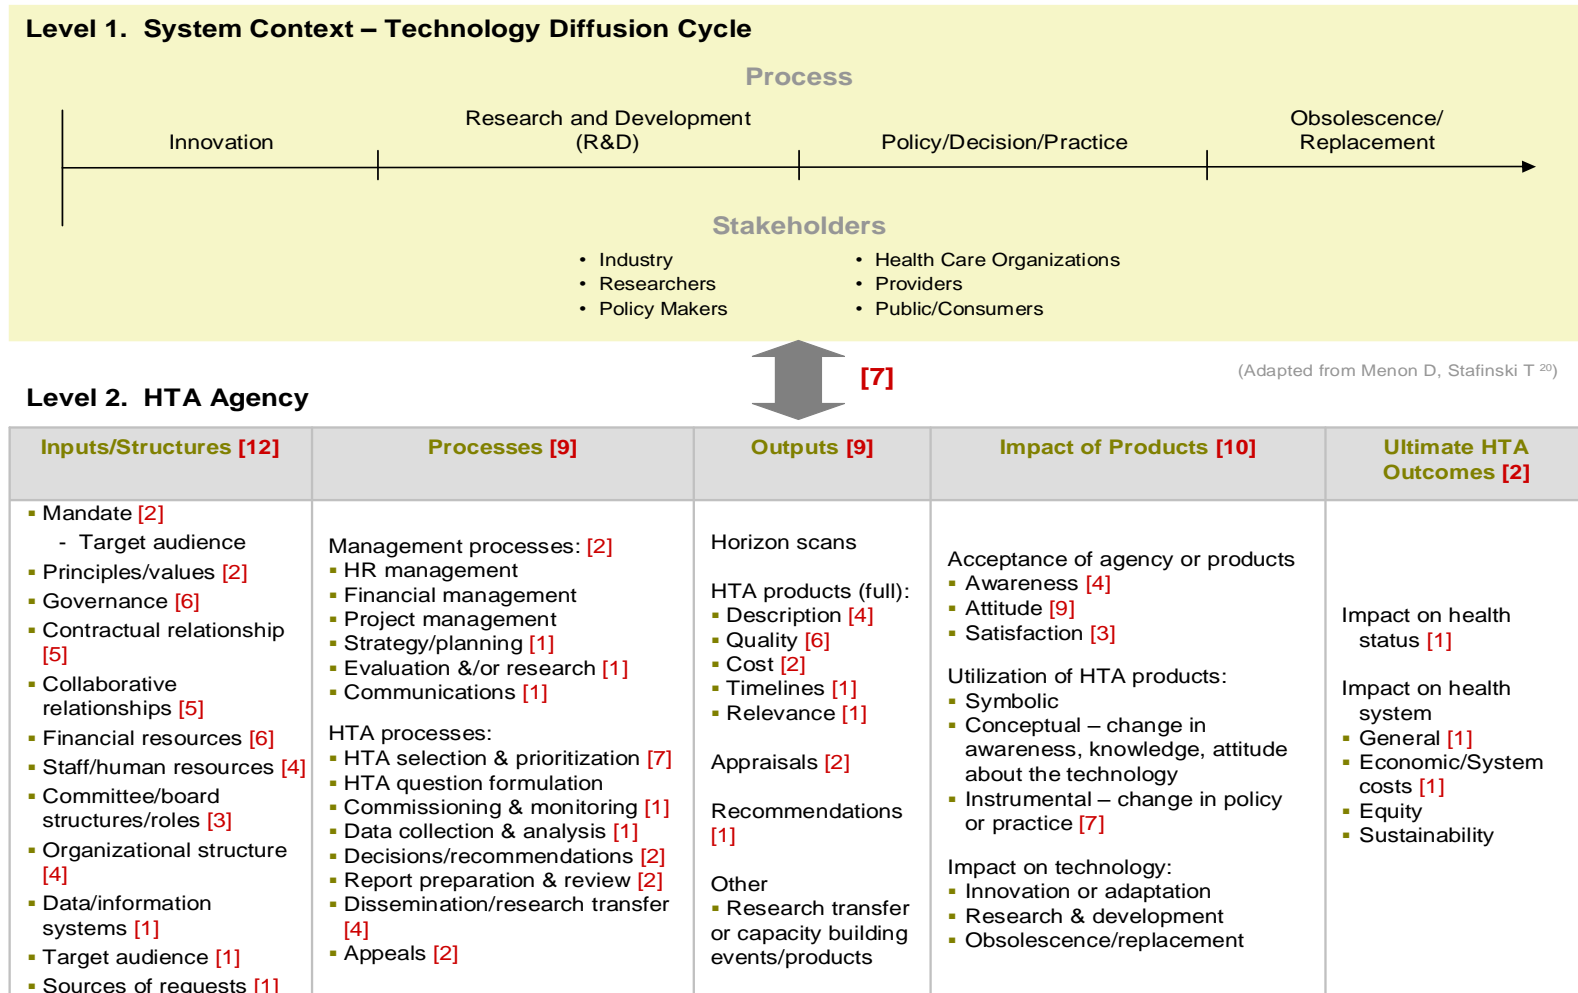 Level 1.  System Context – Technology Diffusion Cycle
Process
Innovation
Research and Development
(R&D)
Policy/Decision/Practice
Obsolescence/
Replacement
Stakeholders
• Industry
• Researchers
• Policy Makers
• Health Care Organizations
• Providers
• Public/Consumers
[7]
(Adapted from Menon D, Stafinski T 20)
Level 2.  HTA Agency
Inputs/Structures [12]
▪ Mandate [2]
- Target audience
▪ Principles/values [2]
▪ Governance [6]
▪ Contractual relationship
[5]
▪ Collaborative
relationships [5]
▪ Financial resources [6]
▪ Staff/human resources [4]
▪ Committee/board
structures/roles [3]
▪ Organizational structure
[4]
▪ Data/information
systems [1]
▪ Target audience [1]
▪ Sources of requests [1]
Processes [9]
Management processes: [2]
▪ HR management
▪ Financial management
▪ Project management
▪ Strategy/planning [1]
▪ Evaluation &/or research [1]
▪ Communications [1]
HTA processes:
▪ HTA selection & prioritization [7]
▪ HTA question formulation
▪ Commissioning & monitoring [1]
▪ Data collection & analysis [1]
▪ Decisions/recommendations [2]
▪ Report preparation & review [2]
▪ Dissemination/research transfer
[4]
▪ Appeals [2]
Outputs [9]
Horizon scans
HTA products (full):
▪ Description [4]
▪ Quality [6]
▪ Cost [2]
▪ Timelines [1]
▪ Relevance [1]
Appraisals [2]
Recommendations
[1]
Other
▪ Research transfer
or capacity building
events/products
Impact of Products [10]
Acceptance of agency or products
▪ Awareness [4]
▪ Attitude [9]
▪ Satisfaction [3]
Utilization of HTA products:
▪ Symbolic
▪ Conceptual – change in
awareness, knowledge, attitude
about the technology
▪ Instrumental – change in policy
or practice [7]
Impact on technology:
▪ Innovation or adaptation
▪ Research & development
▪ Obsolescence/replacement
Ultimate HTA
Outcomes [2]
Impact on health
status [1]
Impact on health
system
▪ General [1]
▪ Economic/System
costs [1]
▪ Equity
▪ Sustainability